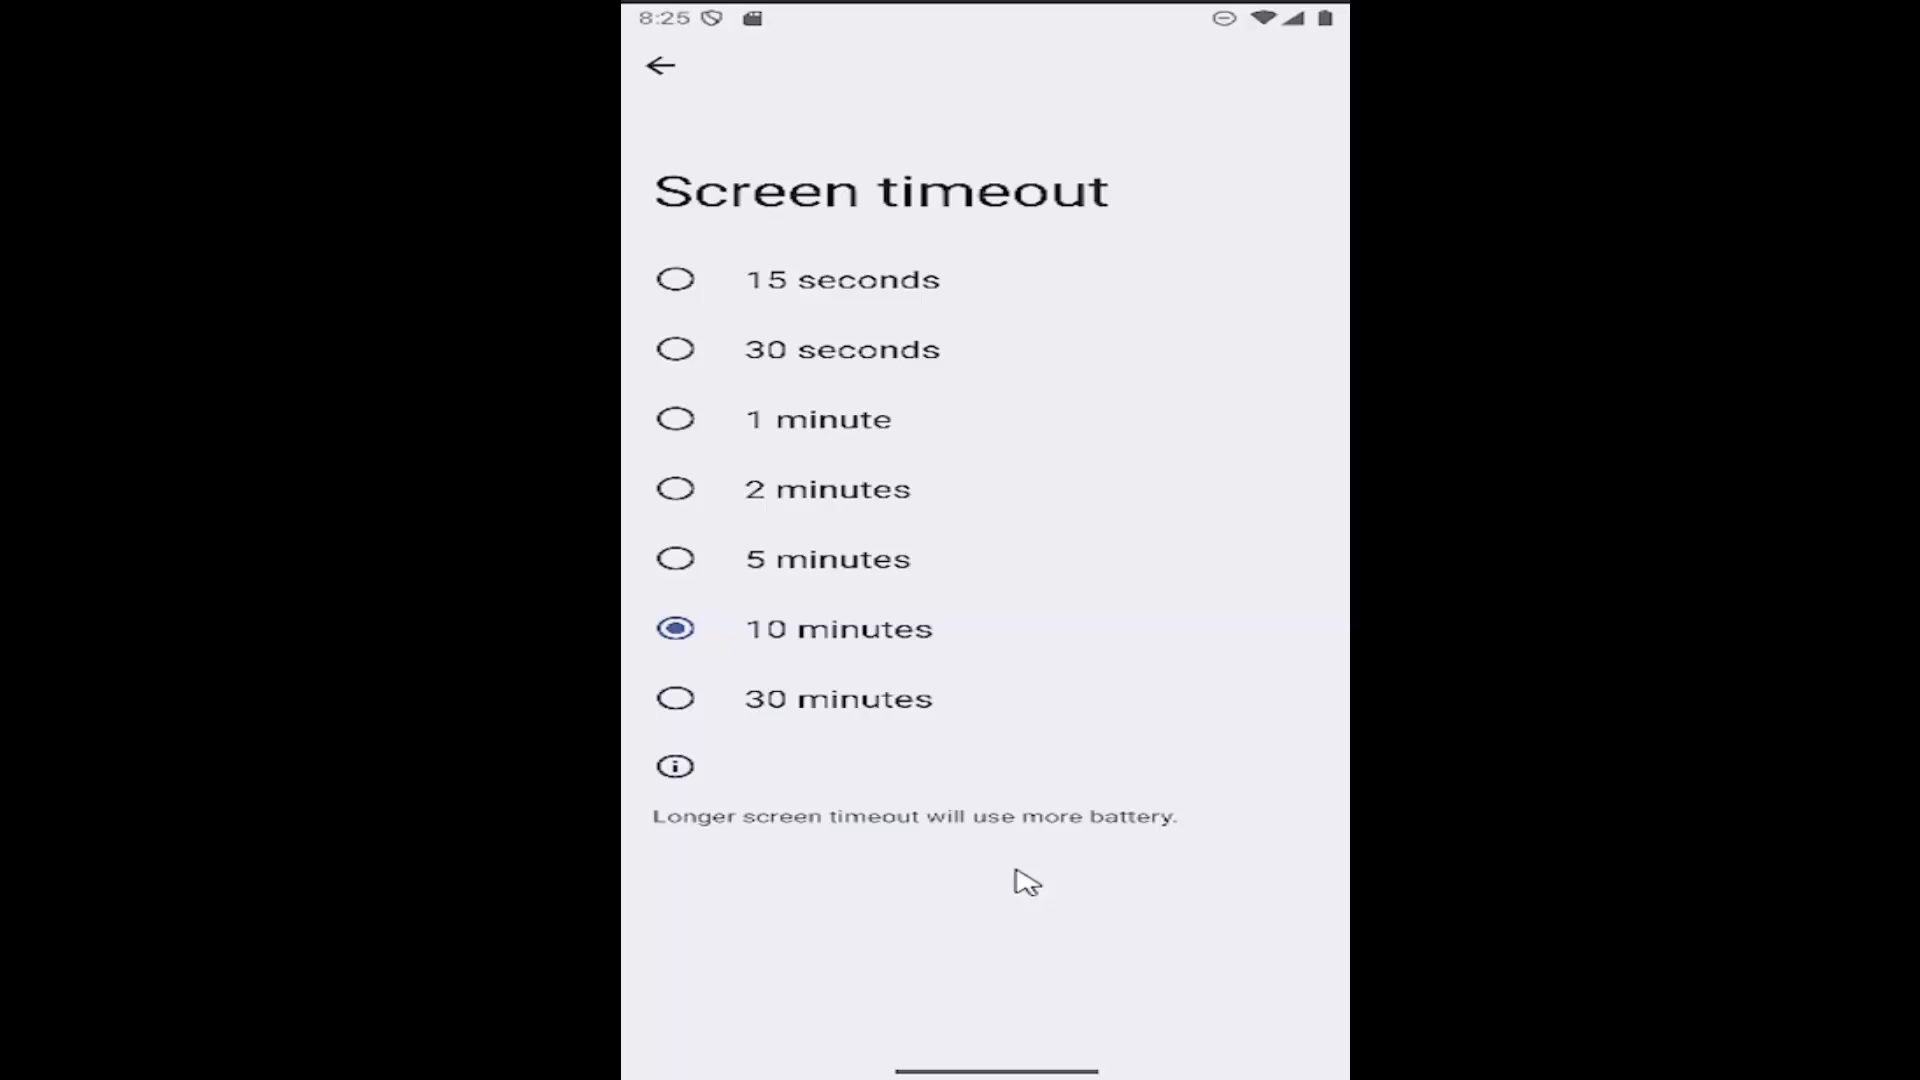 8:25
Screen timeout
15 seconds
30 seconds
1 minute
2 minutes
5 minutes
10 minutes
30 minutes
Longer screen timeout will use more battery.